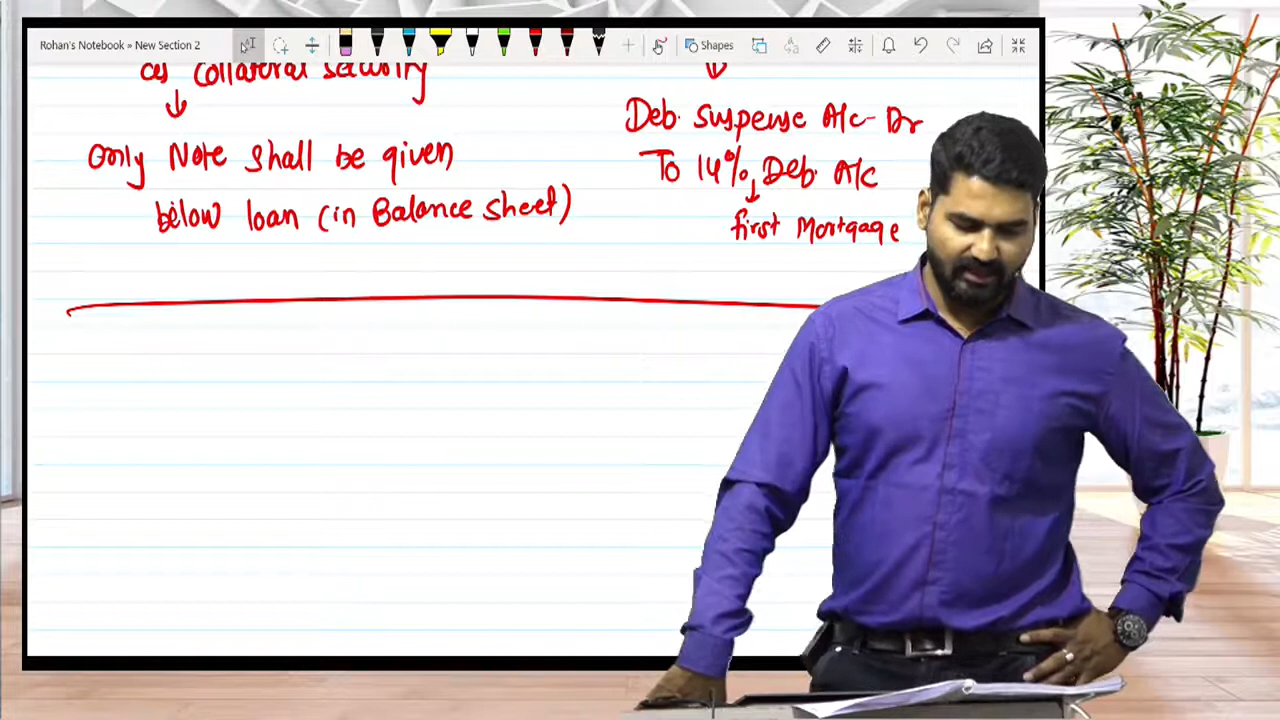 Rohan's Notebook » New Section 2
Shapes
as collateral security
Only Note shall be given
below loan (in Balance sheet)
Deb. Suspense A/c - Dr
To 14% Deb. A/c
first Mortgage